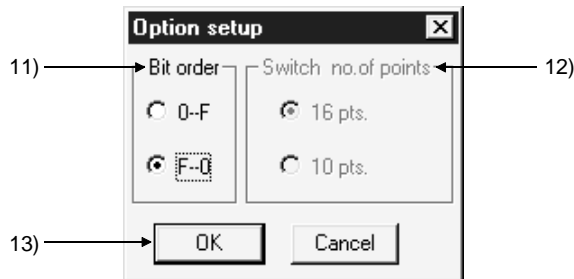 Option setup
11) Bit order Switch no.of points 12)
0--F 16 pts.
F--0 10 pts.
13) OK Cancel